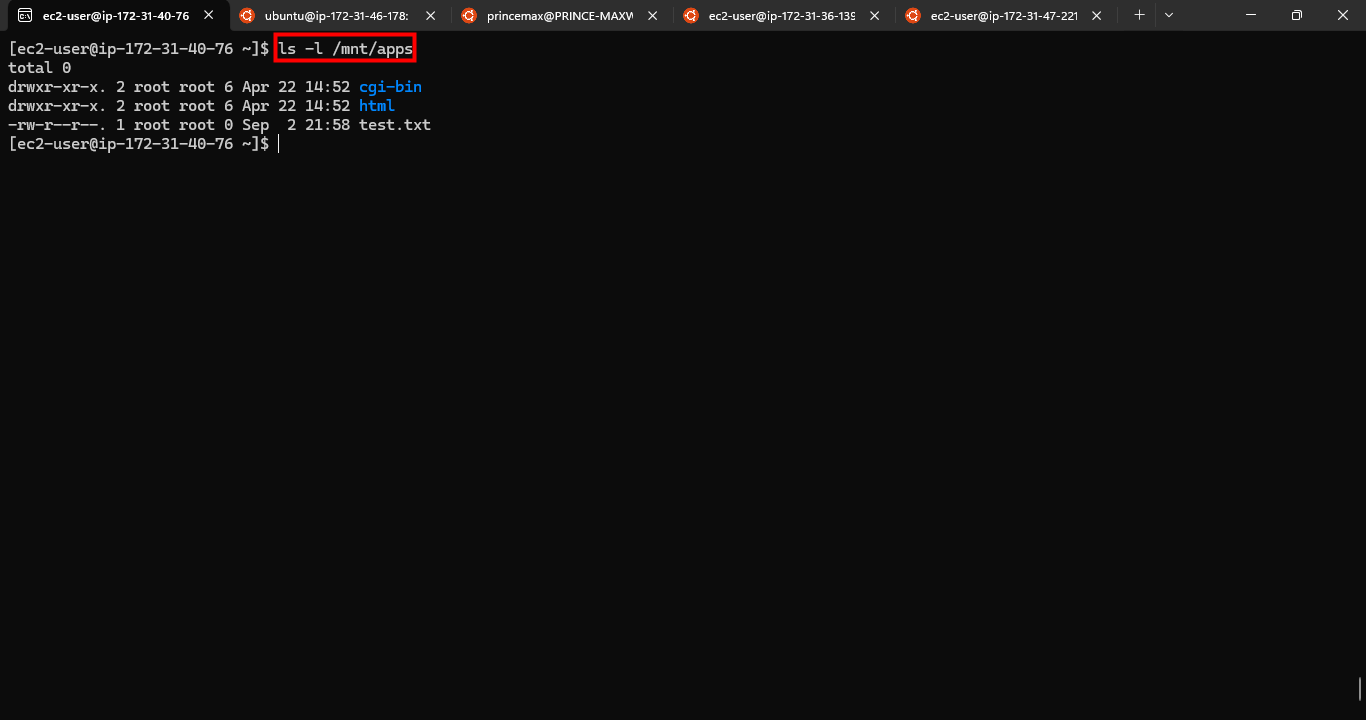 ec2-user@ip-172-31-40-76
ubuntu@ip-172-31-46-178:
princemax@PRINCE-MAXW
ec2-user@ip-172-31-36-139
ec2-user@ip-172-31-47-221
[ec2-user@ip-172-31-40-76 ~]$ ls -l /mnt/apps
total 0
drwxr-xr-x. 2 root root 6 Apr 22 14:52 cgi-bin
drwxr-xr-x. 2 root root 6 Apr 22 14:52 html
-rw-r--r--. 1 root root 0 Sep  2 21:58 test.txt
[ec2-user@ip-172-31-40-76 ~]$